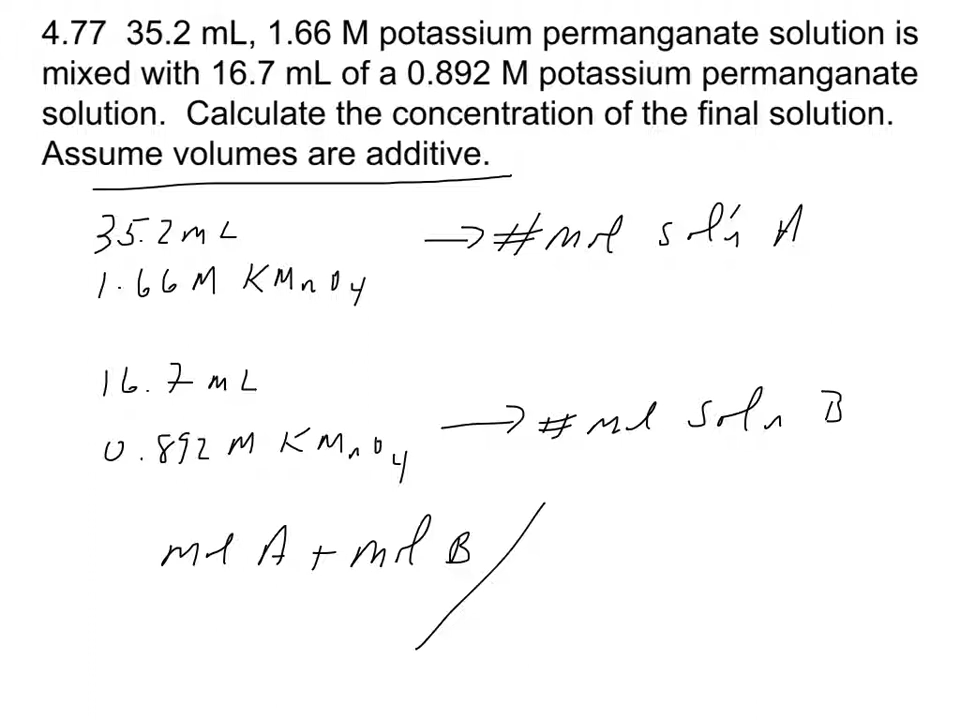 4.77 35.2 mL, 1.66 M potassium permanganate solution is
mixed with 16.7 mL of a 0.892 M potassium permanganate
solution. Calculate the concentration of the final solution.
Assume volumes are additive.
35.2 mL → # mol sol'n A
1.66 M KMnO4
16.7 mL
0.892 M KMnO4 → # mol soln B
mol A + mol B /